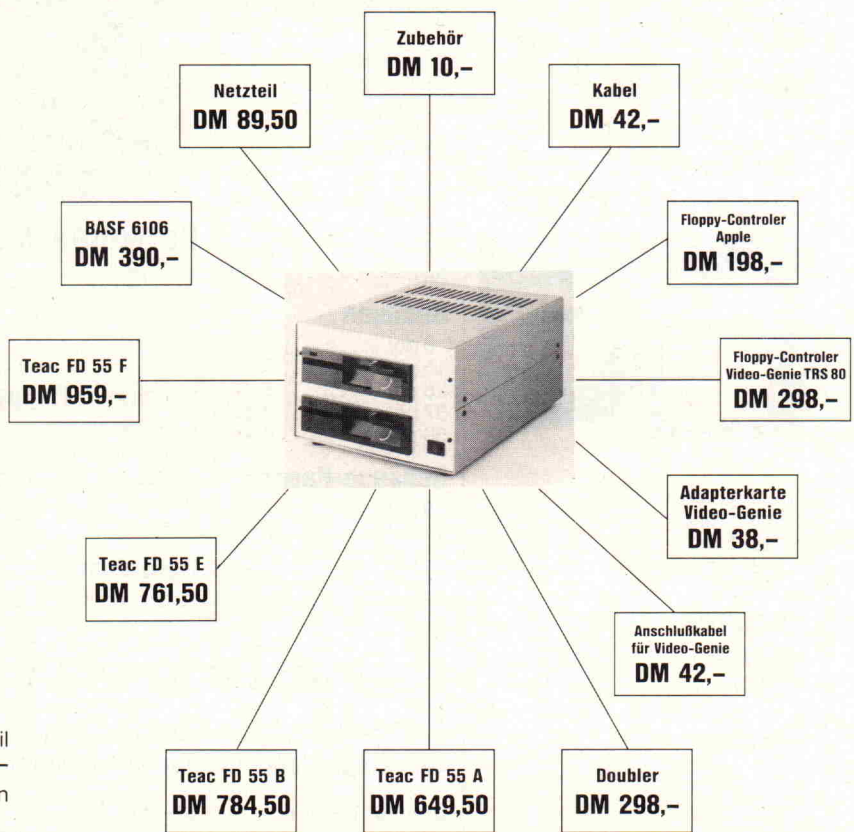 Zubehör
DM 10,–
Netzteil
DM 89,50
Kabel
DM 42,–
BASF 6106
DM 390,–
Floppy-Controler
Apple
DM 198,–
Teac FD 55 F
DM 959,–
Floppy-Controler
Video-Genie TRS 80
DM 298,–
Adapterkarte
Video-Genie
DM 38,–
Teac FD 55 E
DM 761,50
Anschlußkabel
für Video-Genie
DM 42,–
Teac FD 55 B
DM 784,50
Teac FD 55 A
DM 649,50
Doubler
DM 298,–